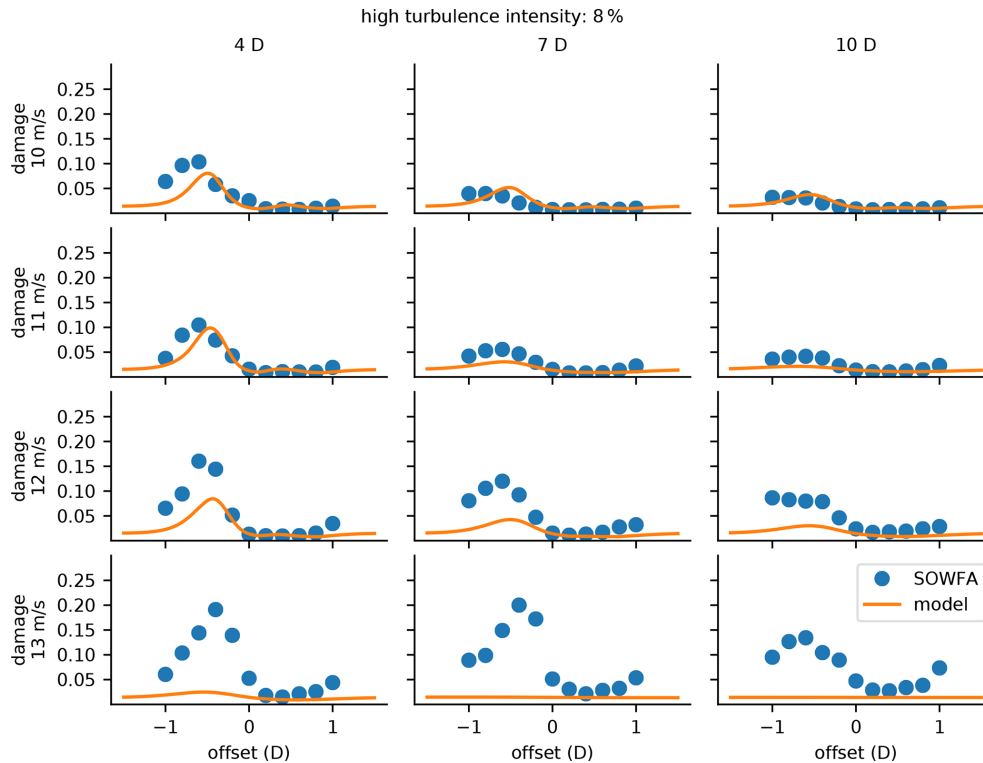 high turbulence intensity: 8 %
4 D 7 D 10 D
damage
10 m/s
0.25
0.20
0.15
0.10
0.05
damage
11 m/s
0.25
0.20
0.15
0.10
0.05
damage
12 m/s
0.25
0.20
0.15
0.10
0.05
damage
13 m/s
0.25
0.20
0.15
0.10
0.05
SOWFA
model
−1 0 1 −1 0 1 −1 0 1
offset (D) offset (D) offset (D)